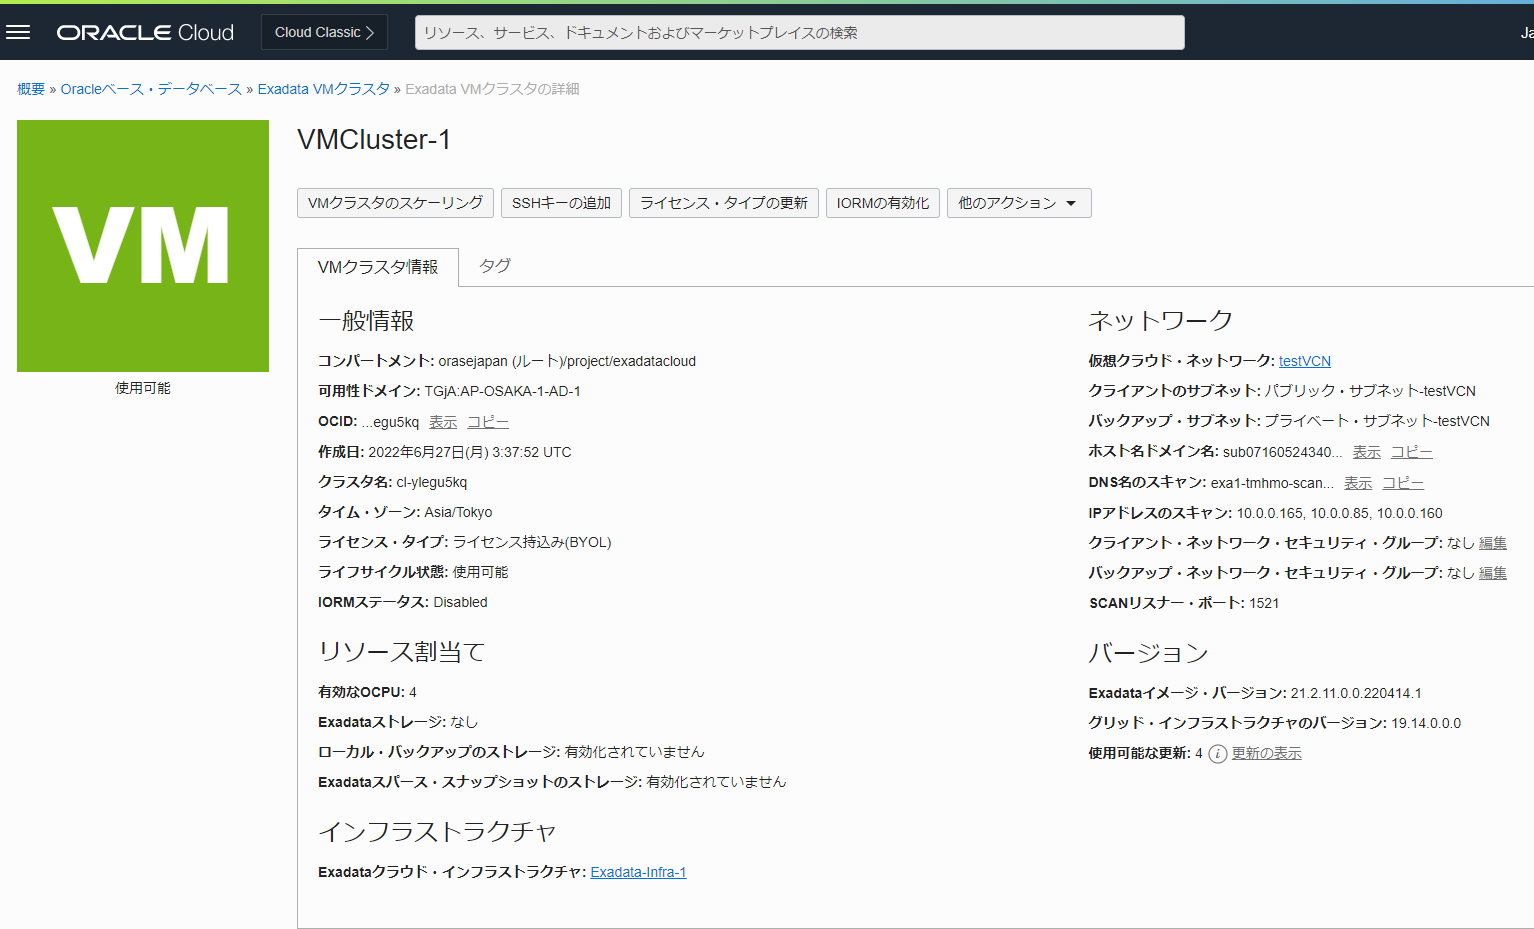 ORACLE Cloud
Cloud Classic
リソース、サービス、ドキュメントおよびマーケットプレイスの検索
Ja
概要 » Oracleベース・データベース » Exadata VMクラスタ » Exadata VMクラスタの詳細
VM
使用可能
VMCluster-1
VMクラスタのスケーリング
SSHキーの追加
ライセンス・タイプの更新
IORMの有効化
他のアクション
VMクラスタ情報
タグ
一般情報
コンパートメント: orasejapan (ルート)/project/exadatacloud
可用性ドメイン: TGjA:AP-OSAKA-1-AD-1
OCID: ...egu5kq 表示 コピー
作成日: 2022年6月27日(月) 3:37:52 UTC
クラスタ名: cl-ylegu5kq
タイム・ゾーン: Asia/Tokyo
ライセンス・タイプ: ライセンス持込み(BYOL)
ライフサイクル状態: 使用可能
IORMステータス: Disabled
リソース割当て
有効なOCPU: 4
Exadataストレージ: なし
ローカル・バックアップのストレージ: 有効化されていません
Exadataスパース・スナップショットのストレージ: 有効化されていません
インフラストラクチャ
Exadataクラウド・インフラストラクチャ: Exadata-Infra-1
ネットワーク
仮想クラウド・ネットワーク: testVCN
クライアントのサブネット: パブリック・サブネット-testVCN
バックアップ・サブネット: プライベート・サブネット-testVCN
ホスト名ドメイン名: sub07160524340... 表示 コピー
DNS名のスキャン: exa1-tmhmo-scan... 表示 コピー
IPアドレスのスキャン: 10.0.0.165, 10.0.0.85, 10.0.0.160
クライアント・ネットワーク・セキュリティ・グループ: なし 編集
バックアップ・ネットワーク・セキュリティ・グループ: なし 編集
SCANリスナー・ポート: 1521
バージョン
Exadataイメージ・バージョン: 21.2.11.0.0.220414.1
グリッド・インフラストラクチャのバージョン: 19.14.0.0.0
使用可能な更新: 4 i 更新の表示